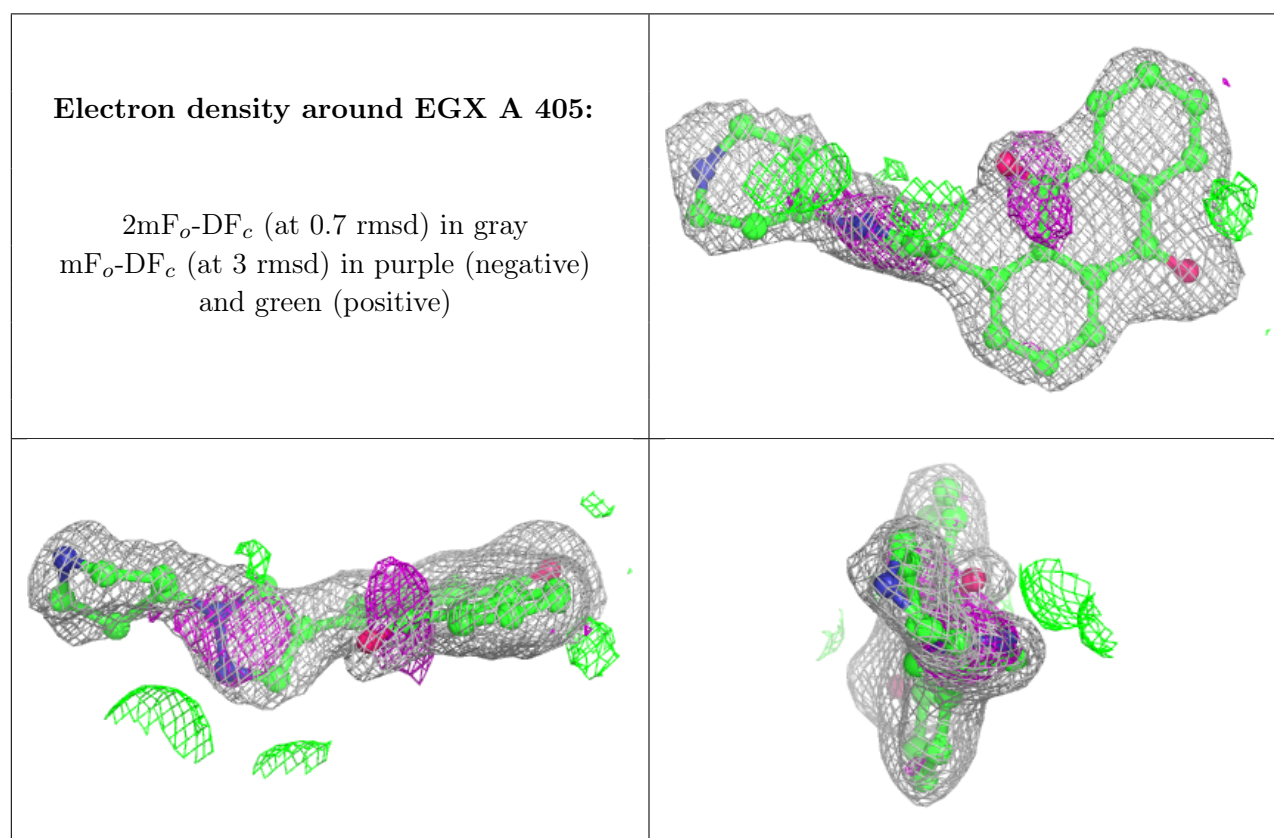 Electron density around EGX A 405:
2mFo-DFc (at 0.7 rmsd) in gray
mFo-DFc (at 3 rmsd) in purple (negative)
and green (positive)